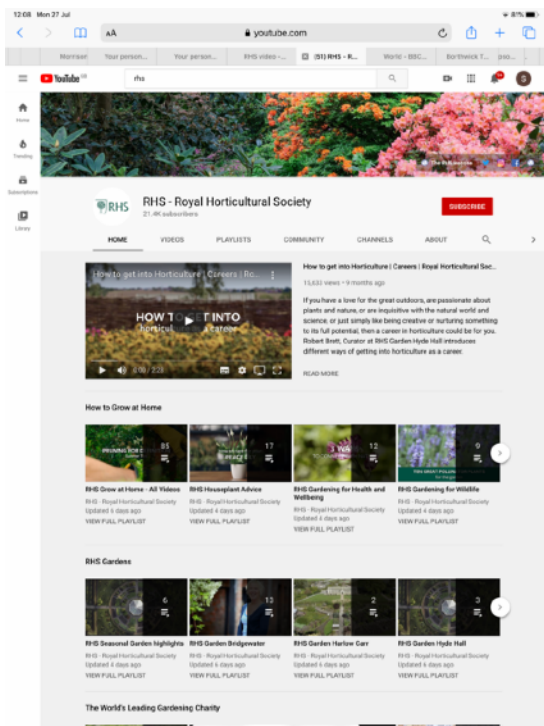 12:08 Mon 27 Jul
81%
AA
youtube.com
Morrison
Your person...
Your person...
RHS video -...
(51) RHS - R...
World - BBC...
Borthwick T...
YouTube GB
rhs
S
Home
Trending
Subscriptions
Library
RHS
RHS - Royal Horticultural Society
21.4K subscribers
SUBSCRIBE
HOME
VIDEOS
PLAYLISTS
COMMUNITY
CHANNELS
ABOUT
How to get into Horticulture | Careers | Ro...
HOW TO GET INTO
horticulture as a career
How to get into Horticulture | Careers | Royal Horticultural Soc...
9 months ago
If you have a love for the great outdoors, are passionate about
plants and nature, or are inquisitive with the natural world and
science, or just simply like being creative or nurturing something
to its full potential, then a career in horticulture could be for you.
Robert Brett, Curator at RHS Garden Hyde Hall introduces
different ways of getting into horticulture as a career.
READ MORE
How to Grow at Home
85
17
12
9
RHS Grow at Home - All Videos
RHS - Royal Horticultural Society
Updated 6 days ago
VIEW FULL PLAYLIST
RHS Houseplant Advice
RHS - Royal Horticultural Society
Updated 4 days ago
VIEW FULL PLAYLIST
RHS Gardening for Health and
Wellbeing
RHS - Royal Horticultural Society
Updated 4 days ago
VIEW FULL PLAYLIST
RHS Gardening for Wildlife
RHS - Royal Horticultural Society
Updated 4 days ago
VIEW FULL PLAYLIST
RHS Gardens
6
13
2
3
RHS Seasonal Garden highlights
RHS - Royal Horticultural Society
Updated 4 days ago
VIEW FULL PLAYLIST
RHS Garden Bridgewater
RHS - Royal Horticultural Society
Updated 6 days ago
VIEW FULL PLAYLIST
RHS Garden Harlow Carr
RHS - Royal Horticultural Society
Updated 4 days ago
VIEW FULL PLAYLIST
RHS Garden Hyde Hall
RHS - Royal Horticultural Society
Updated 4 days ago
VIEW FULL PLAYLIST
The World's Leading Gardening Charity